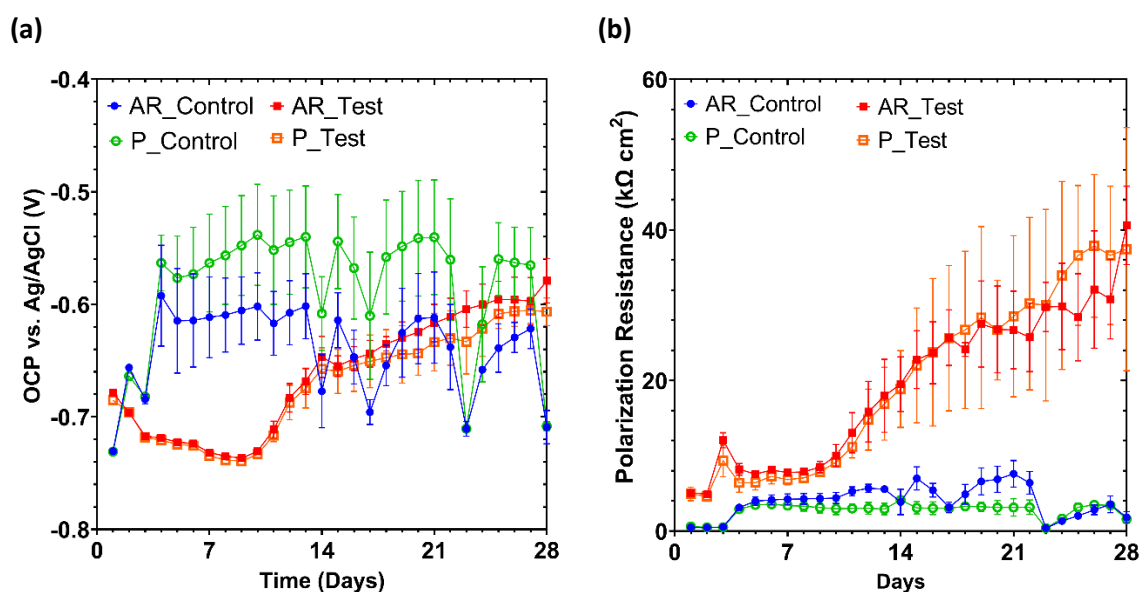 (a)
(b)
AR_Control
AR_Test
P_Control
P_Test
OCP vs. Ag/AgCl (V)
-0.4
-0.5
-0.6
-0.7
-0.8
0
7
14
21
28
Time (Days)
AR_Control
AR_Test
P_Control
P_Test
Polarization Resistance (kΩ cm²)
60
40
20
0
0
7
14
21
28
Days